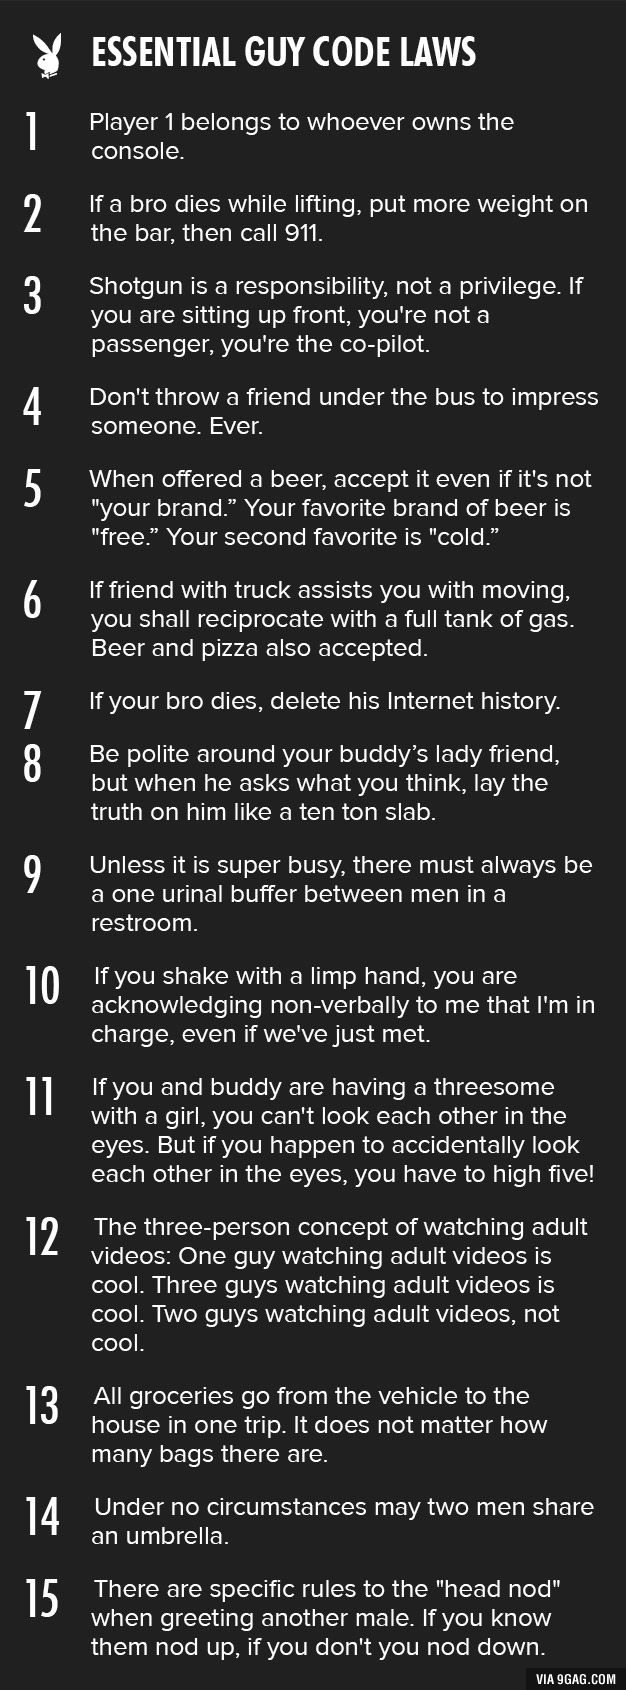 ESSENTIAL GUY CODE LAWS
1 Player 1 belongs to whoever owns the
console.
2 If a bro dies while lifting, put more weight on
the bar, then call 911.
3 Shotgun is a responsibility, not a privilege. If
you are sitting up front, you're not a
passenger, you're the co-pilot.
4 Don't throw a friend under the bus to impress
someone. Ever.
5 When offered a beer, accept it even if it's not
"your brand.” Your favorite brand of beer is
"free.” Your second favorite is "cold.”
6 If friend with truck assists you with moving,
you shall reciprocate with a full tank of gas.
Beer and pizza also accepted.
7 If your bro dies, delete his Internet history.
8 Be polite around your buddy’s lady friend,
but when he asks what you think, lay the
truth on him like a ten ton slab.
9 Unless it is super busy, there must always be
a one urinal buffer between men in a
restroom.
10 If you shake with a limp hand, you are
acknowledging non-verbally to me that I'm in
charge, even if we've just met.
11 If you and buddy are having a threesome
with a girl, you can't look each other in the
eyes. But if you happen to accidentally look
each other in the eyes, you have to high five!
12 The three-person concept of watching adult
videos: One guy watching adult videos is
cool. Three guys watching adult videos is
cool. Two guys watching adult videos, not
cool.
13 All groceries go from the vehicle to the
house in one trip. It does not matter how
many bags there are.
14 Under no circumstances may two men share
an umbrella.
15 There are specific rules to the "head nod"
when greeting another male. If you know
them nod up, if you don't you nod down.
VIA 9GAG.COM